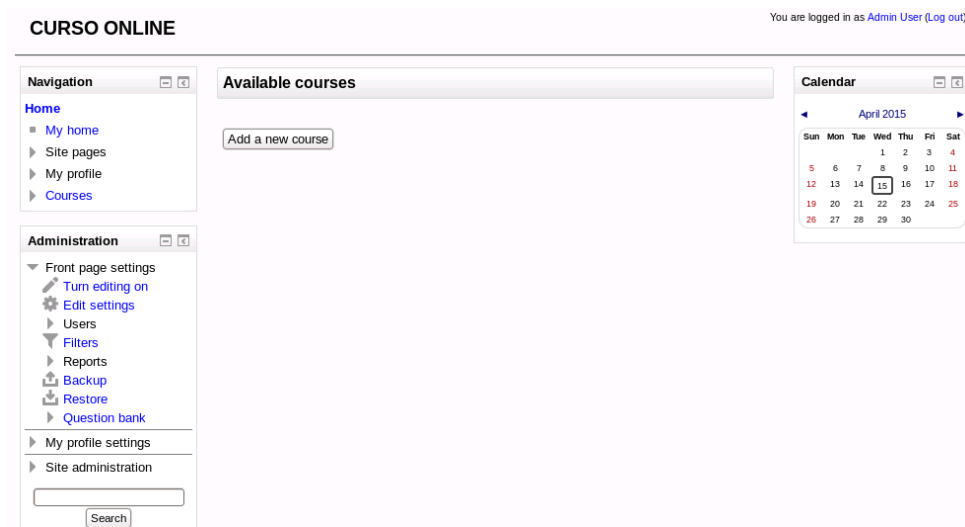 CURSO ONLINE
You are logged in as Admin User (Log out)
Navigation
Home
My home
Site pages
My profile
Courses
Administration
Front page settings
Turn editing on
Edit settings
Users
Filters
Reports
Backup
Restore
Question bank
My profile settings
Site administration
Search
Available courses
Add a new course
Calendar
◄ April 2015 ►
Sun Mon Tue Wed Thu Fri Sat
1 2 3 4
5 6 7 8 9 10 11
12 13 14 15 16 17 18
19 20 21 22 23 24 25
26 27 28 29 30